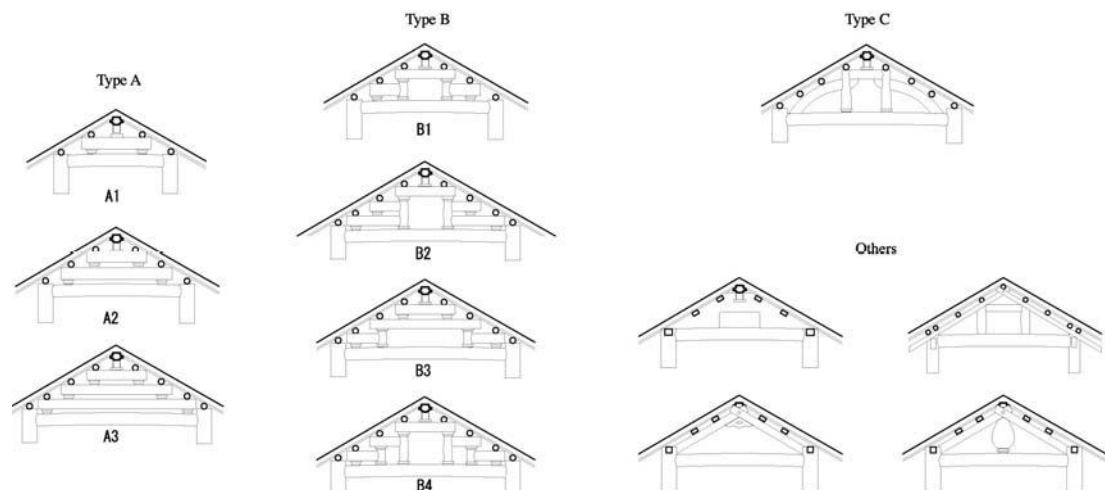 Type A
A1
A2
A3
Type B
B1
B2
B3
B4
Type C
Others